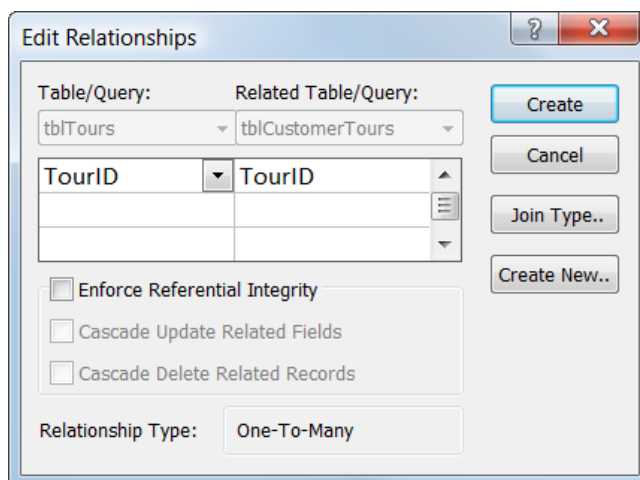 Edit Relationships
Table/Query: Related Table/Query:
tblTours tblCustomerTours
TourID TourID
Enforce Referential Integrity
Cascade Update Related Fields
Cascade Delete Related Records
Relationship Type: One-To-Many
Create
Cancel
Join Type..
Create New..